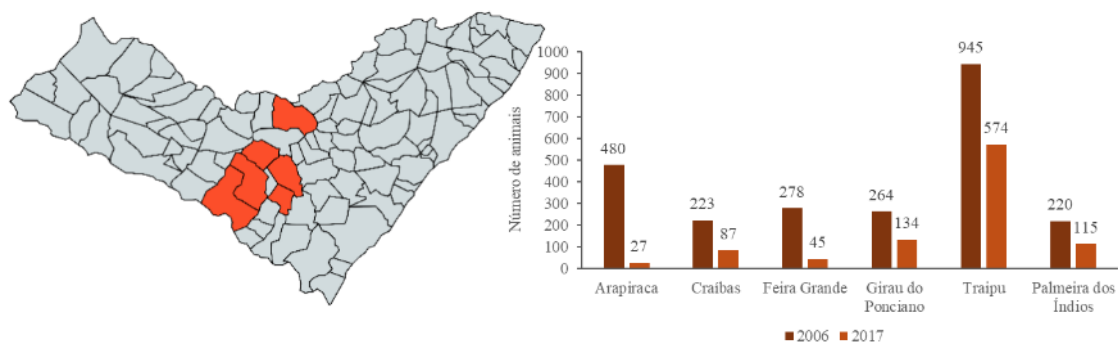 Número de animais
1000
900
800
700
600
500
400
300
200
100
0
480
27
223
87
278
45
264
134
945
574
220
115
Arapiraca
Craíbas
Feira Grande
Girau do
Ponciano
Traipu
Palmeira dos
Índios
2006
2017